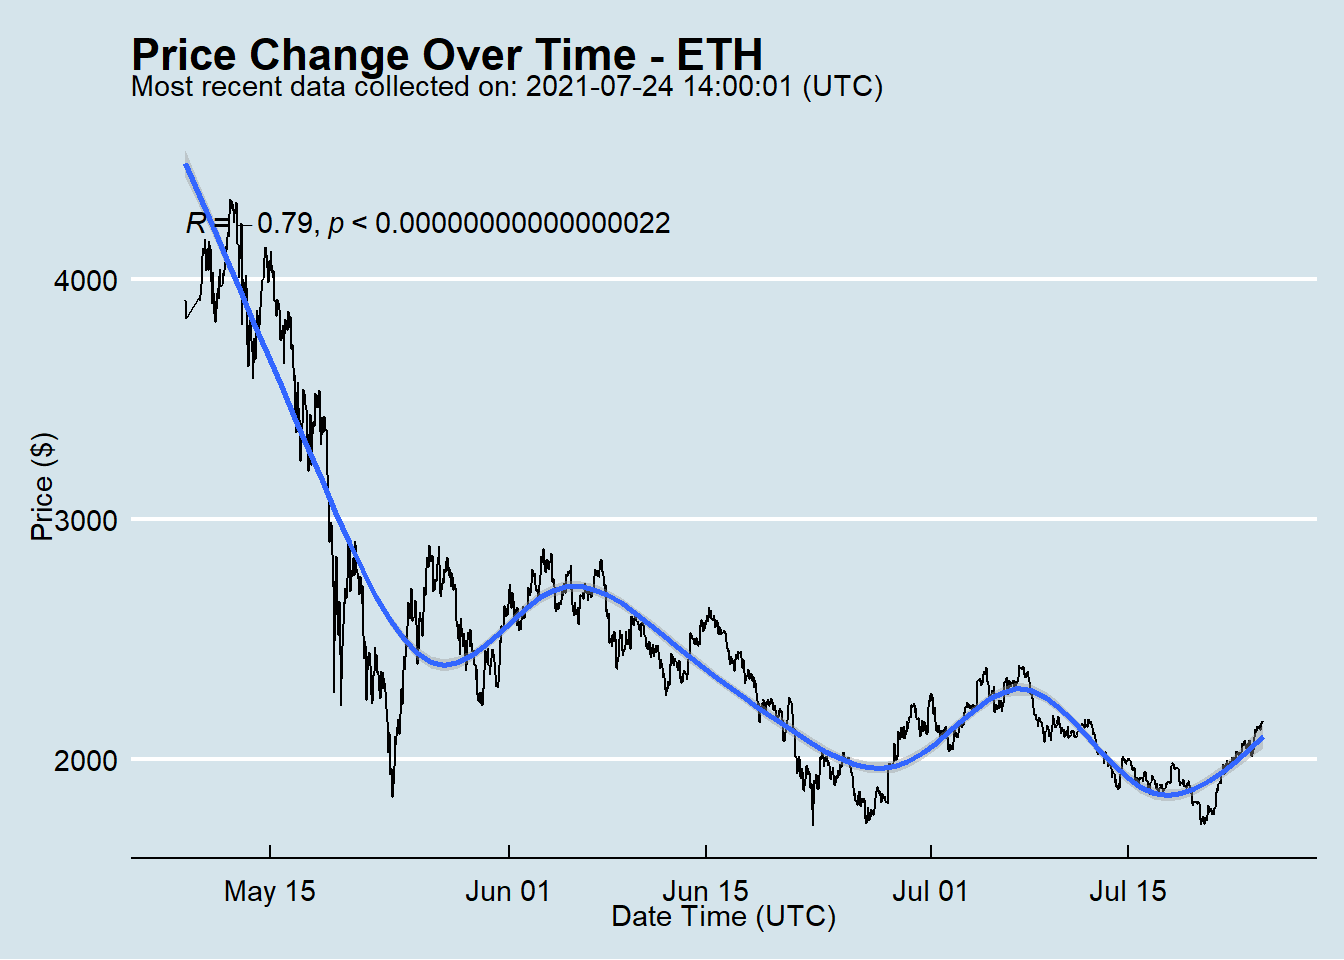 Price Change Over Time - ETH
Most recent data collected on: 2021-07-24 14:00:01 (UTC)
R = - 0.79, p < 0.00000000000000022
4000
3000
2000
Price ($)
May 15
Jun 01
Jun 15
Jul 01
Jul 15
Date Time (UTC)